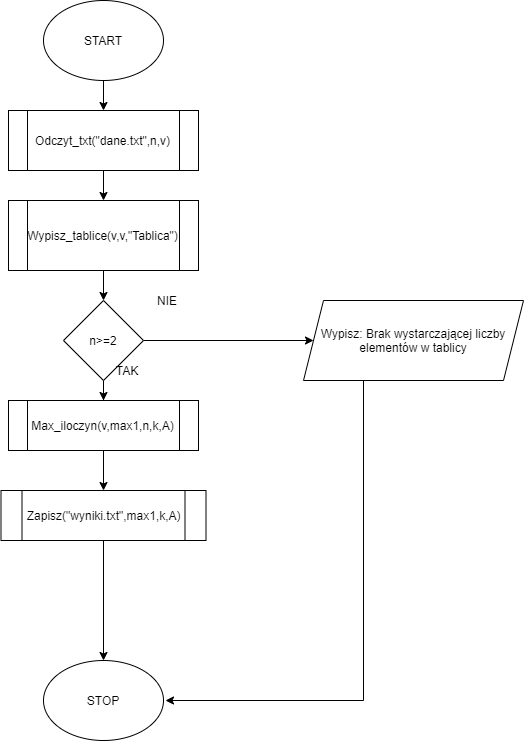 START
Odczyt_txt("dane.txt",n,v)
Wypisz_tablice(v,v,"Tablica")
NIE
n>=2
Wypisz: Brak wystarczającej liczby
elementów w tablicy
TAK
Max_iloczyn(v,max1,n,k,A)
Zapisz("wyniki.txt",max1,k,A)
STOP